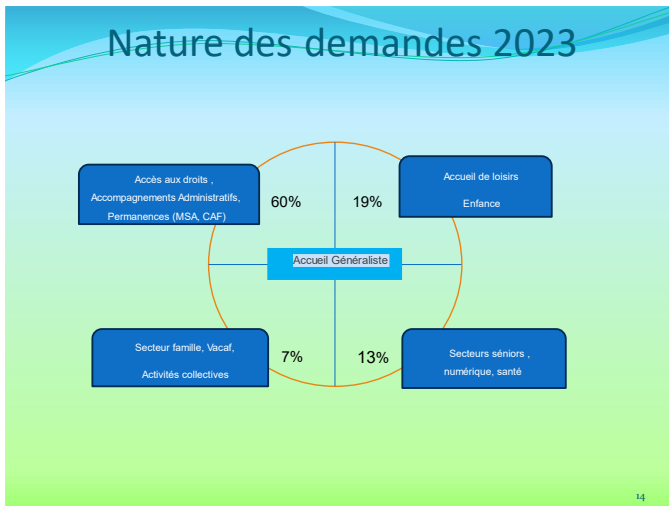 Nature des demandes 2023
Accès aux droits ,
Accompagnements Administratifs,
Permanences (MSA, CAF)
60%
19%
Accueil de loisirs
Enfance
Accueil Généraliste
Secteur famille, Vacaf,
Activités collectives
7%
13%
Secteurs séniors ,
numérique, santé
14